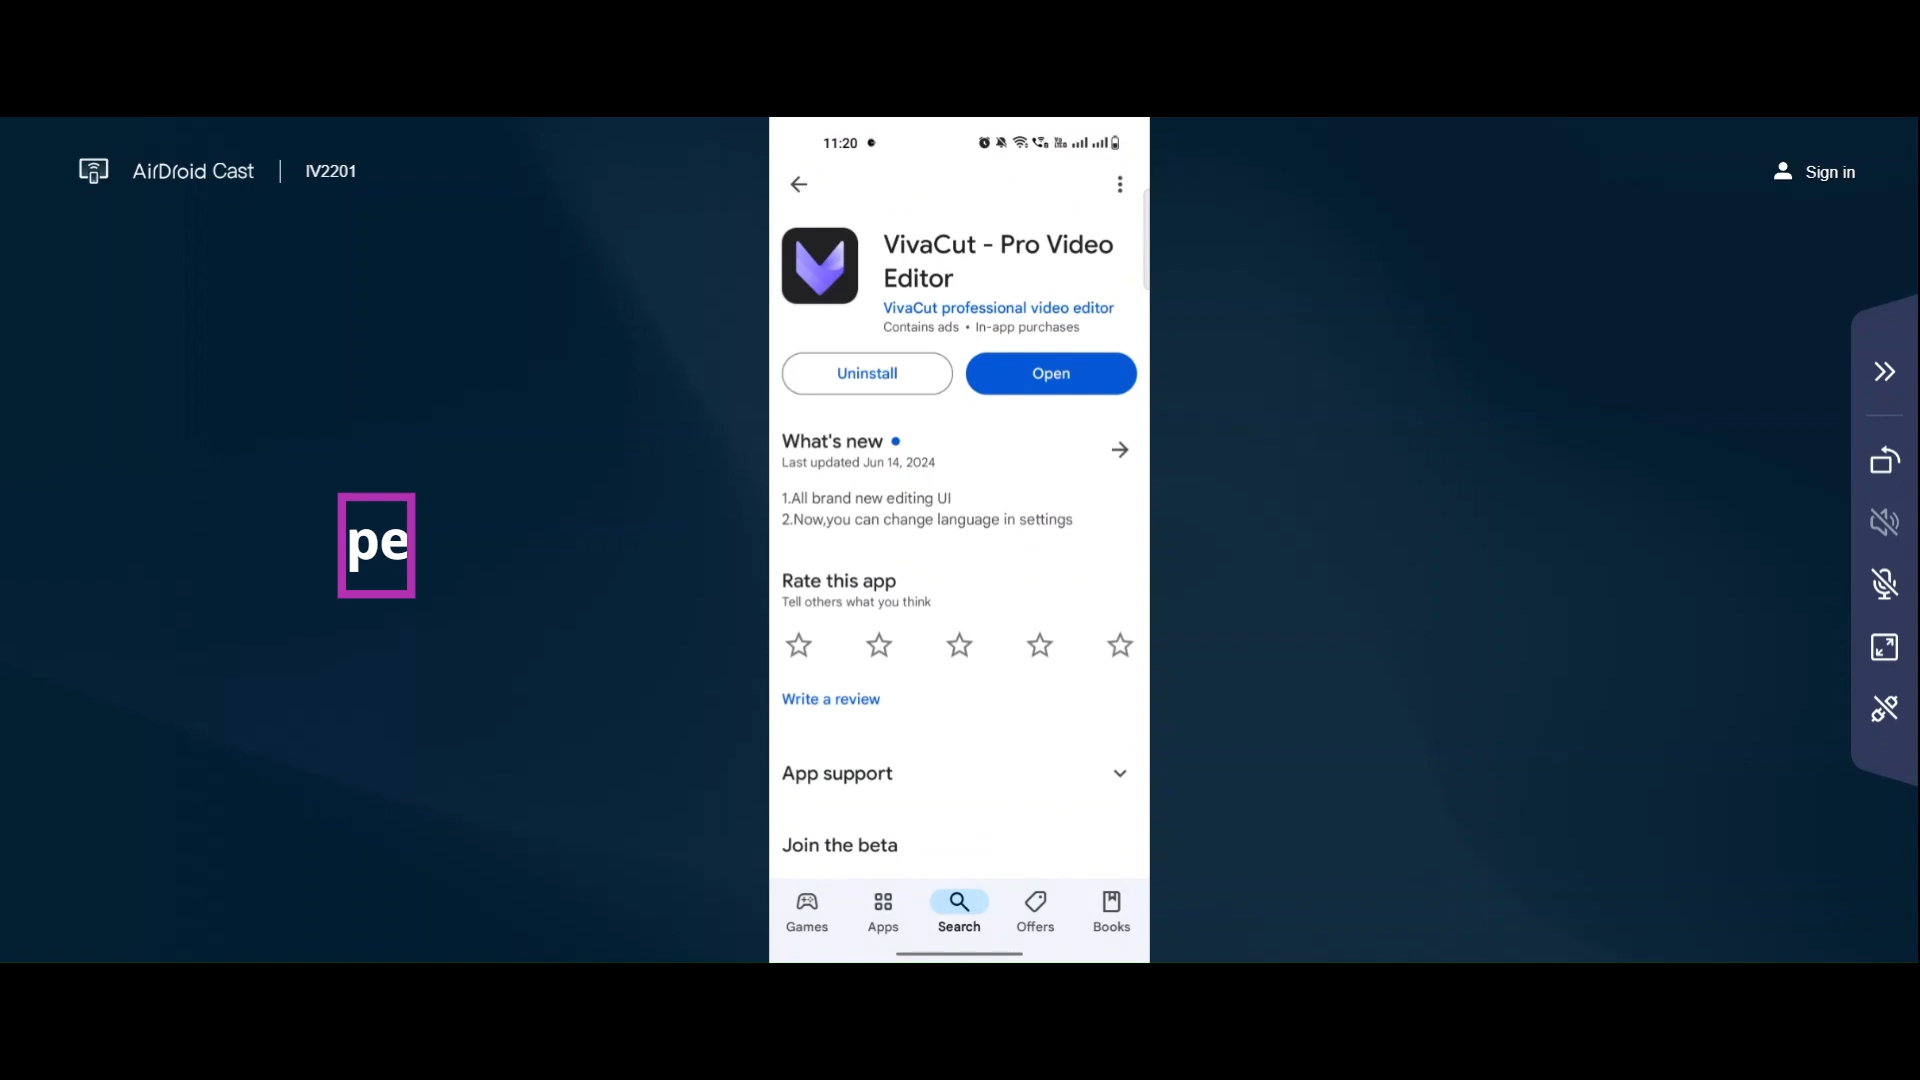 AirDroid Cast
IV2201
Sign in
11:20
VivaCut - Pro Video
Editor
VivaCut professional video editor
Contains ads • In-app purchases
Uninstall
Open
What's new
Last updated Jun 14, 2024
1.All brand new editing UI
2.Now,you can change language in settings
pe
Rate this app
Tell others what you think
Write a review
App support
Join the beta
Games
Apps
Search
Offers
Books